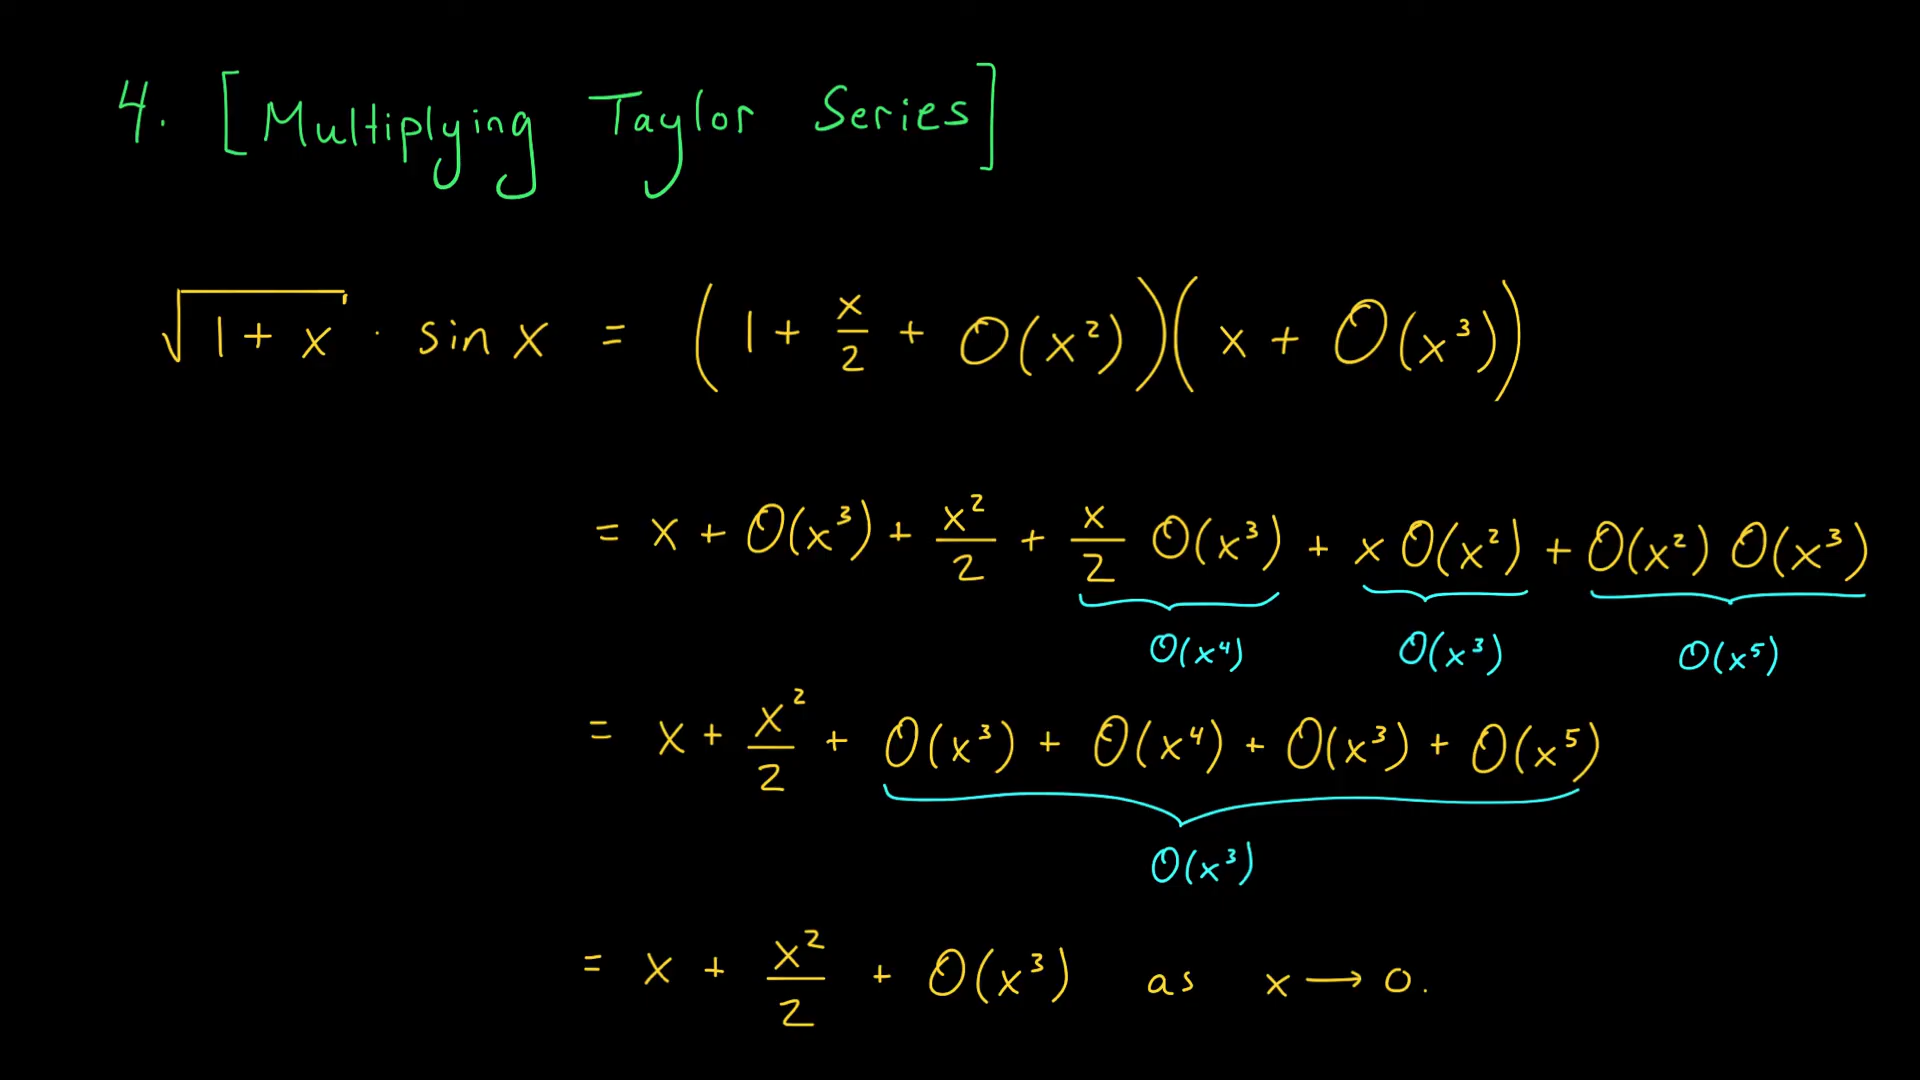 4. [Multiplying Taylor Series]
√(1 + x) · sin x = (1 + x/2 + O(x²))(x + O(x³))
= x + O(x³) + x²/2 + x/2 O(x³) + x O(x²) + O(x²) O(x³)
O(x⁴) O(x³) O(x⁵)
= x + x²/2 + O(x³) + O(x⁴) + O(x³) + O(x⁵)
O(x³)
= x + x²/2 + O(x³) as x → 0.